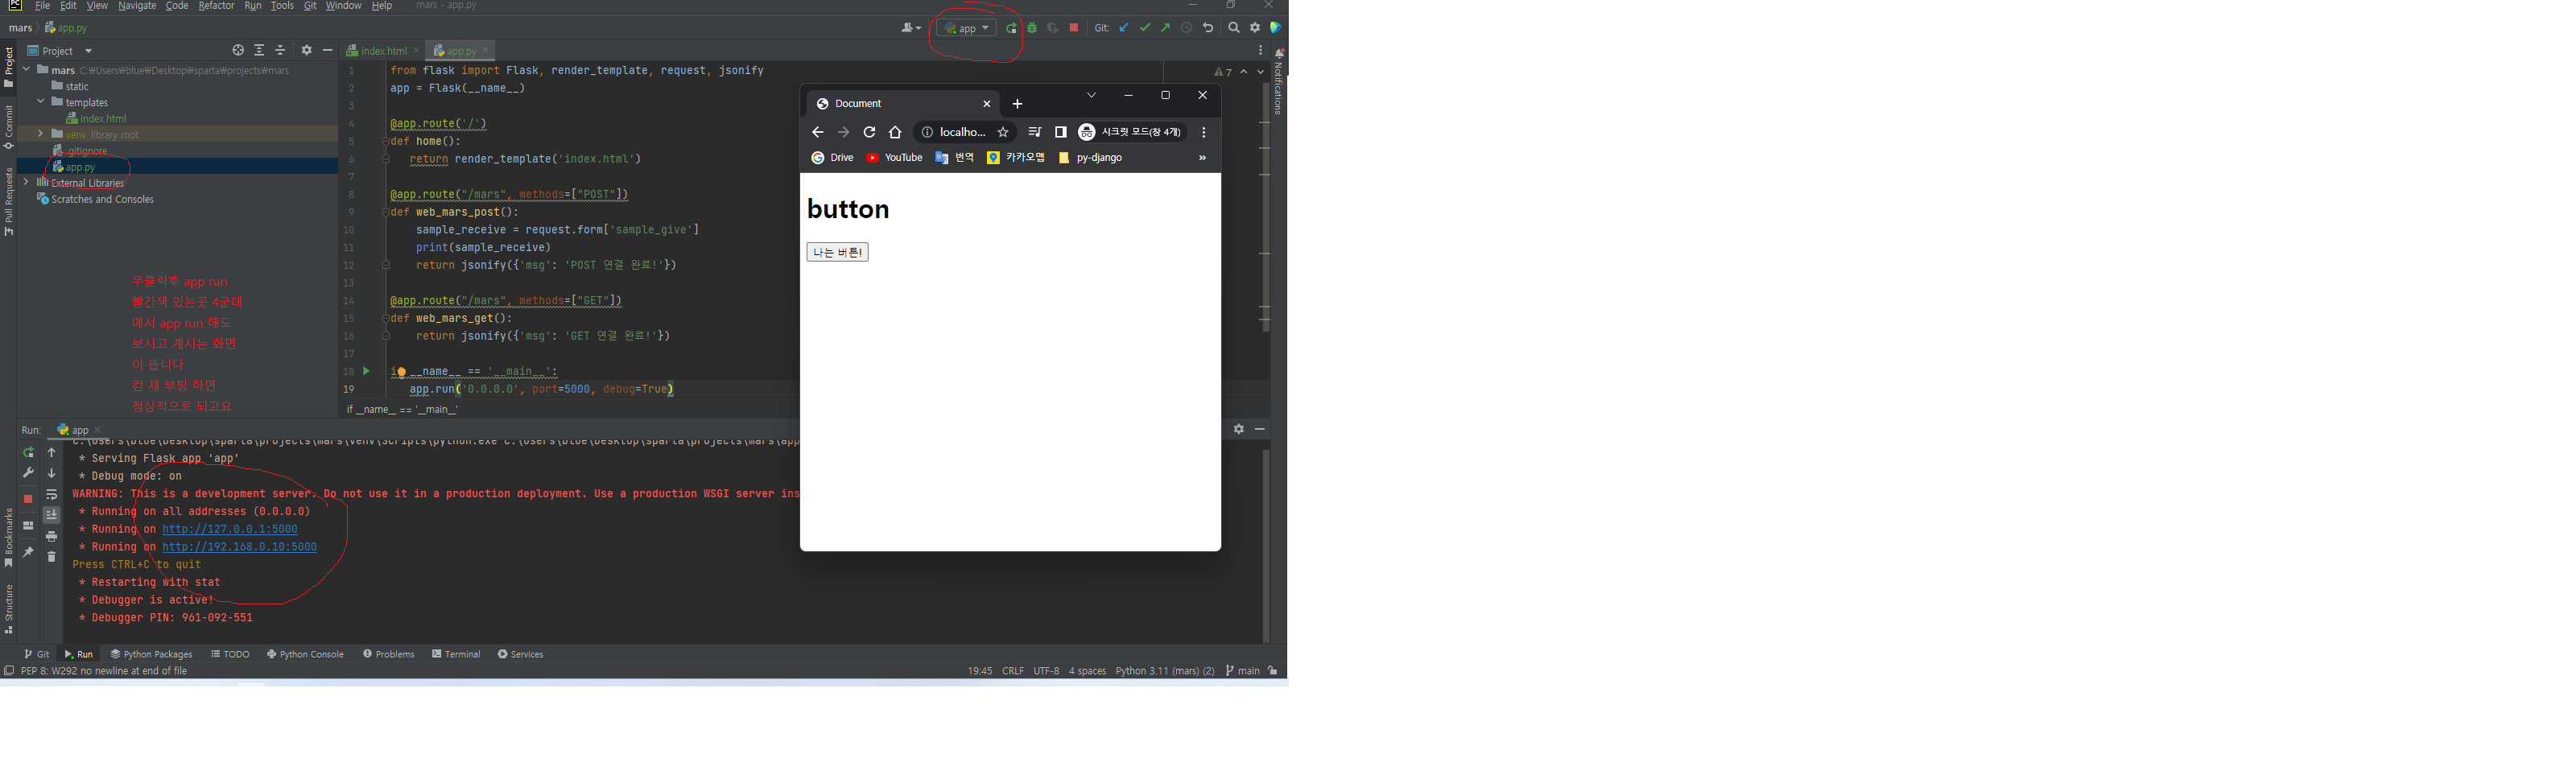 PC File Edit View Navigate Code Refactor Run Tools Git Window Help mars - app.py
mars app.py app Git:
Project index.html app.py
mars C:₩Users₩blue₩Desktop₩sparta₩projects₩mars
static
templates
index.html
venv library root
.gitignore
app.py
External Libraries
Scratches and Consoles
우클릭후 app run
빨간색 있는곳 4군데
에서 app run 해도
보시고 계시는 화면
이 뜹니다
컴 재 부팅 하면
정상적으로 되고요
Project
Commit
Pull Requests
Bookmarks
Structure
Notifications
7
1 from flask import Flask, render_template, request, jsonify
2 app = Flask(__name__)
3
4 @app.route('/')
5 def home():
6 return render_template('index.html')
7
8 @app.route("/mars", methods=["POST"])
9 def web_mars_post():
10 sample_receive = request.form['sample_give']
11 print(sample_receive)
12 return jsonify({'msg': 'POST 연결 완료!'})
13
14 @app.route("/mars", methods=["GET"])
15 def web_mars_get():
16 return jsonify({'msg': 'GET 연결 완료!'})
17
18 i __name__ == '__main__':
19 app.run('0.0.0.0', port=5000, debug=True)
if __name__ == '__main__'
Document
localho... 시크릿 모드(창 4개)
Drive YouTube 번역 카카오맵 py-django »
button
나는 버튼!
Run: app
C:\Users\blue\Desktop\sparta\projects\mars\venv\Scripts\python.exe C:\Users\blue\Desktop\sparta\projects\mars\app
* Serving Flask app 'app'
* Debug mode: on
WARNING: This is a development server. Do not use it in a production deployment. Use a production WSGI server ins
* Running on all addresses (0.0.0.0)
* Running on http://127.0.0.1:5000
* Running on http://192.168.0.10:5000
Press CTRL+C to quit
* Restarting with stat
* Debugger is active!
* Debugger PIN: 961-092-551
Git Run Python Packages TODO Python Console Problems Terminal Services
PEP 8: W292 no newline at end of file 19:45 CRLF UTF-8 4 spaces Python 3.11 (mars) (2) main